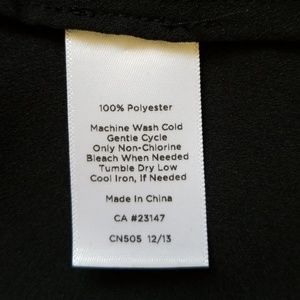 100% Polyester
Machine Wash Cold
Gentle Cycle
Only Non-Chlorine
Bleach When Needed
Tumble Dry Low
Cool Iron, If Needed
Made In China
CA #23147
CN505 12/13